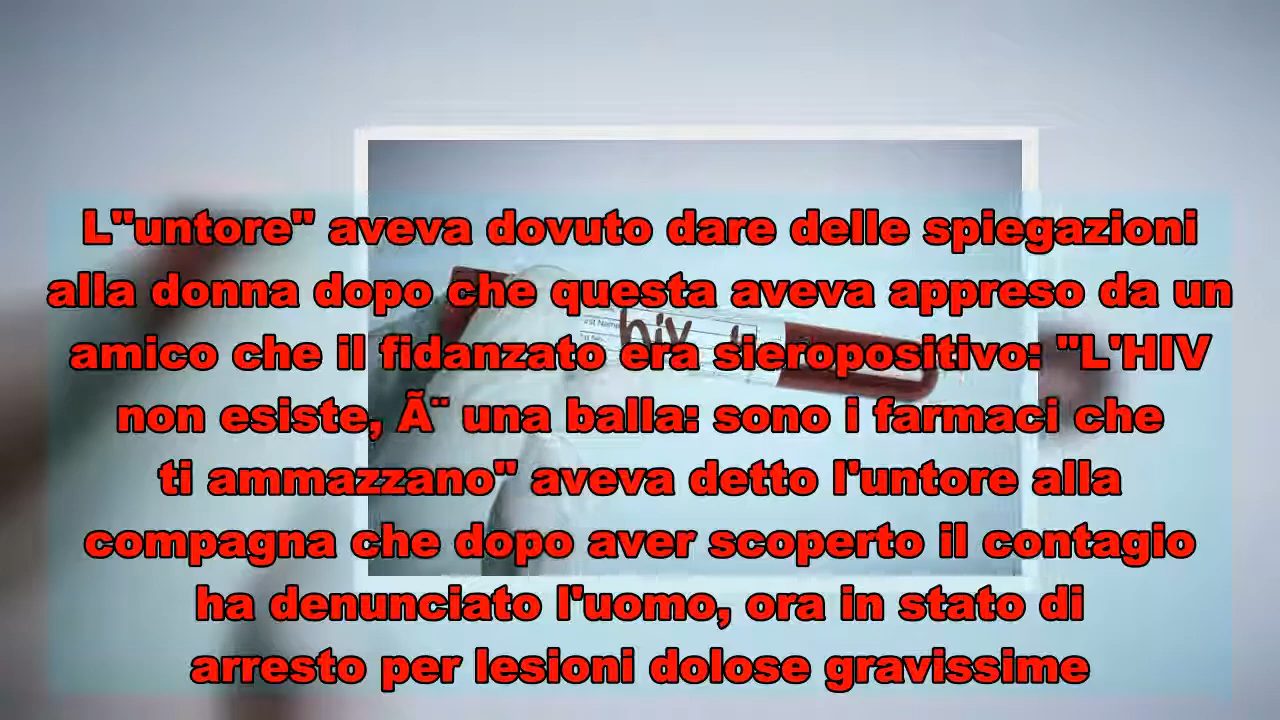 L"untore" aveva dovuto dare delle spiegazioni
alla donna dopo che questa aveva appreso da un
amico che il fidanzato era sieropositivo: "L'HIV
non esiste, Ã¨ una balla: sono i farmaci che
ti ammazzano" aveva detto l'untore alla
compagna che dopo aver scoperto il contagio
ha denunciato l'uomo, ora in stato di
arresto per lesioni dolose gravissime
hiv